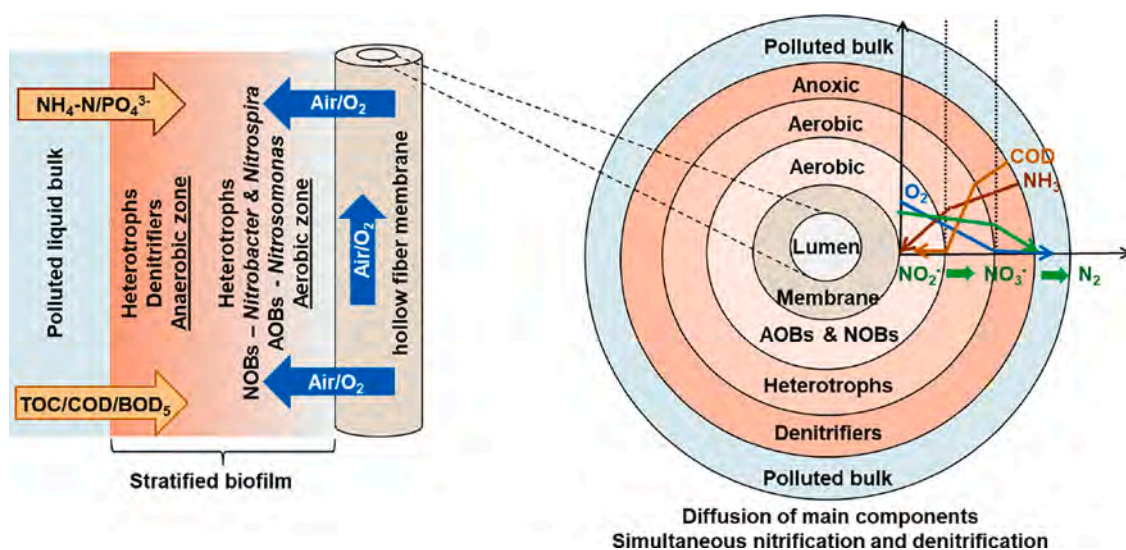 Polluted liquid bulk
NH₄-N/PO₄³⁻
TOC/COD/BOD₅
Heterotrophs
Denitrifiers
Anaerobic zone
Heterotrophs
NOBs – Nitrobacter & Nitrospira
AOBs - Nitrosomonas
Aerobic zone
Air/O₂
Air/O₂
Air/O₂
hollow fiber membrane
Stratified biofilm
Polluted bulk
Anoxic
Aerobic
Aerobic
Lumen
Membrane
AOBs & NOBs
Heterotrophs
Denitrifiers
Polluted bulk
COD
NH₃
O₂
NO₂⁻ NO₃⁻ N₂
Diffusion of main components
Simultaneous nitrification and denitrification